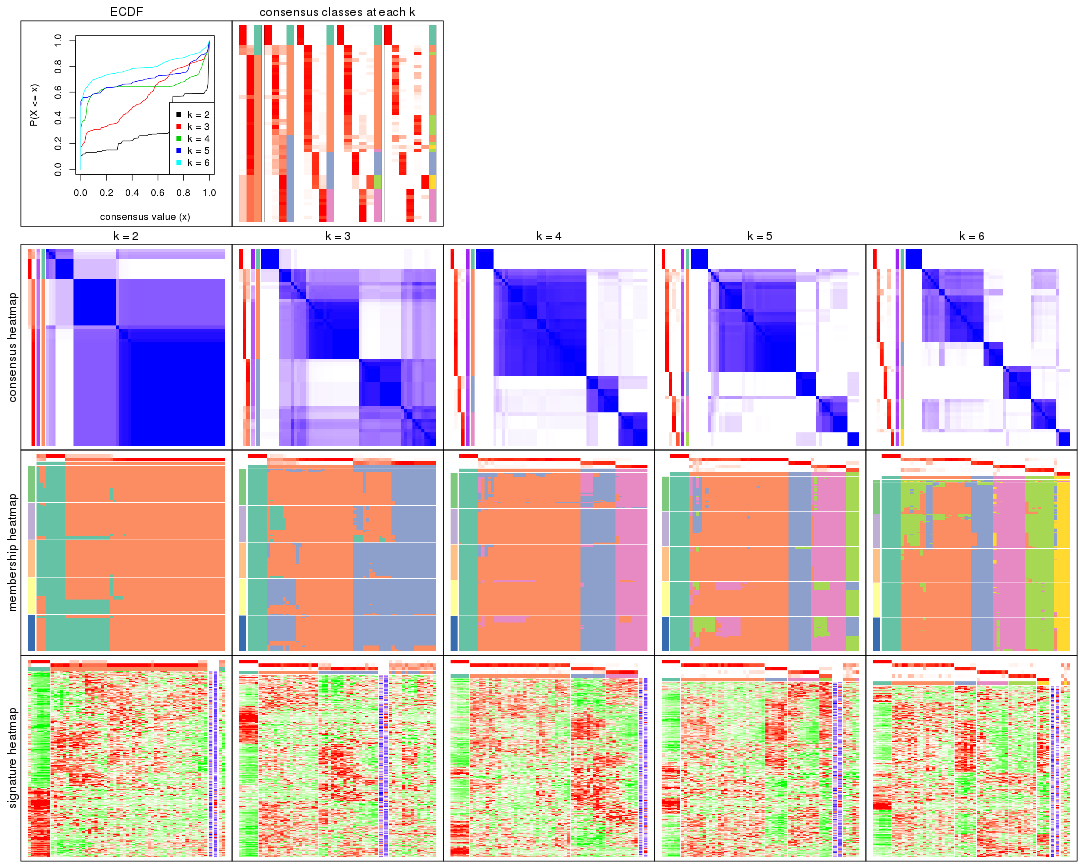 ECDF
consensus classes at each k
P(X <= x)
0.0 0.2 0.4 0.6 0.8 1.0
k = 2
k = 3
k = 4
k = 5
k = 6
0.0 0.2 0.4 0.6 0.8 1.0
consensus value (x)
k = 2
k = 3
k = 4
k = 5
k = 6
consensus heatmap
membership heatmap
signature heatmap